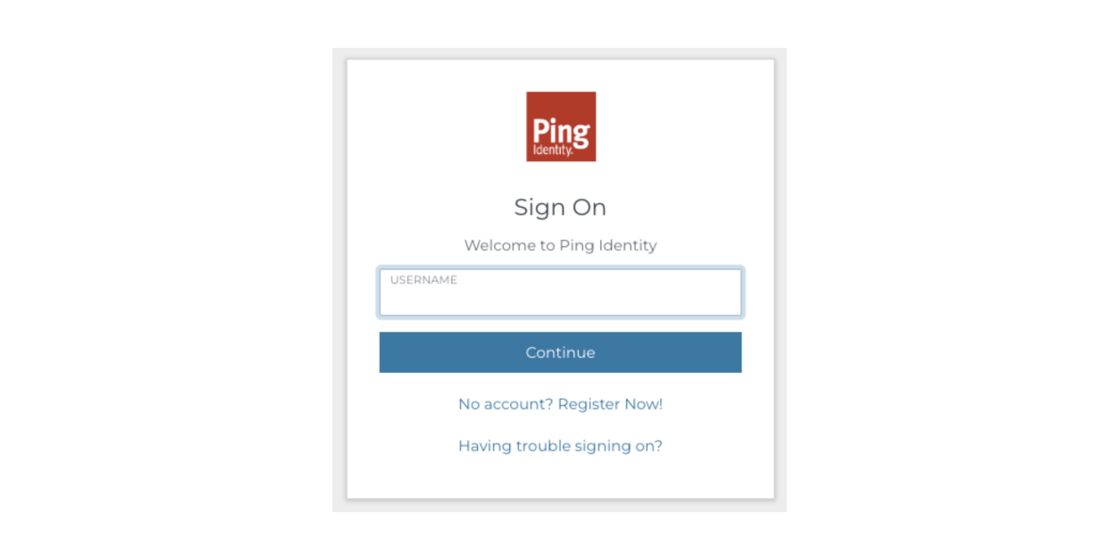 Ping
Identity.
Sign On
Welcome to Ping Identity
USERNAME
Continue
No account? Register Now!
Having trouble signing on?